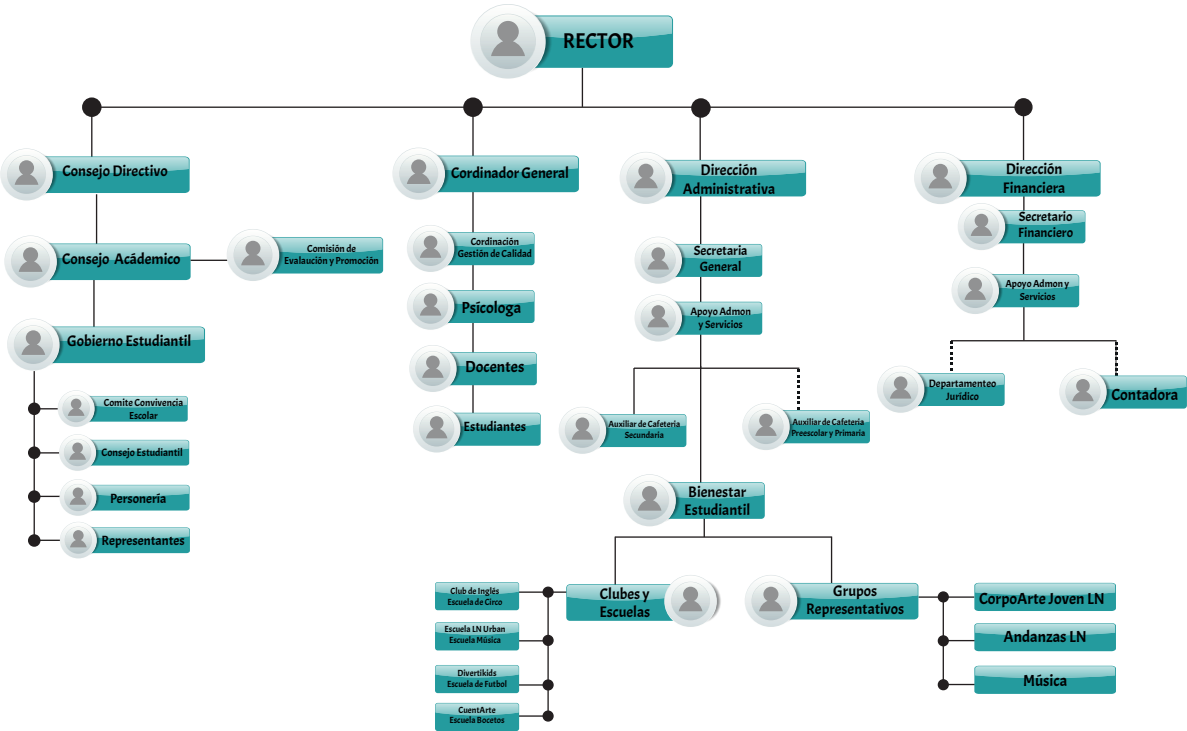 RECTOR
Consejo Directivo
Cordinador General
Dirección
Administrativa
Dirección
Financiera
Secretario
Financiero
Consejo Acádemico
Comisión de
Evalaución y Promoción
Cordinación
Gestión de Calidad
Secretaria
General
Apoyo Admon y
Servicios
Psícologa
Apoyo Admon
y Servicios
Gobierno Estudiantil
Docentes
Departamenteo
Jurídico
Contadora
Comite Convivencia
Escolar
Estudiantes
Auxiliar de Cafeteria
Secundaria
Auxiliar de Cafeteria
Preescolar y Primaria
Consejo Estudiantil
Personería
Representantes
Bienestar
Estudiantil
Club de Inglés
Escuela de Circo
Clubes y
Escuelas
Grupos
Representativos
CorpoArte Joven LN
Escuela LN Urban
Escuela Música
Andanzas LN
Divertikids
Escuela de Futbol
Música
CuentArte
Escuela Bocetos